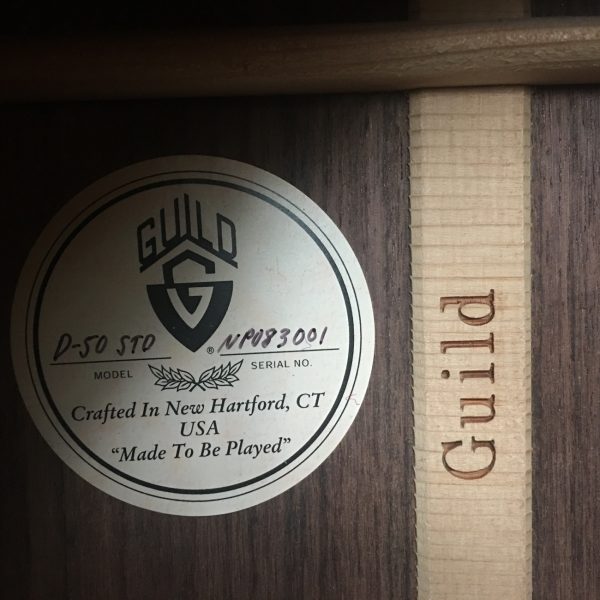 GUILD
G
D-50 STD NP083001
MODEL SERIAL NO.
®
Crafted In New Hartford, CT
USA
“Made To Be Played”
Guild